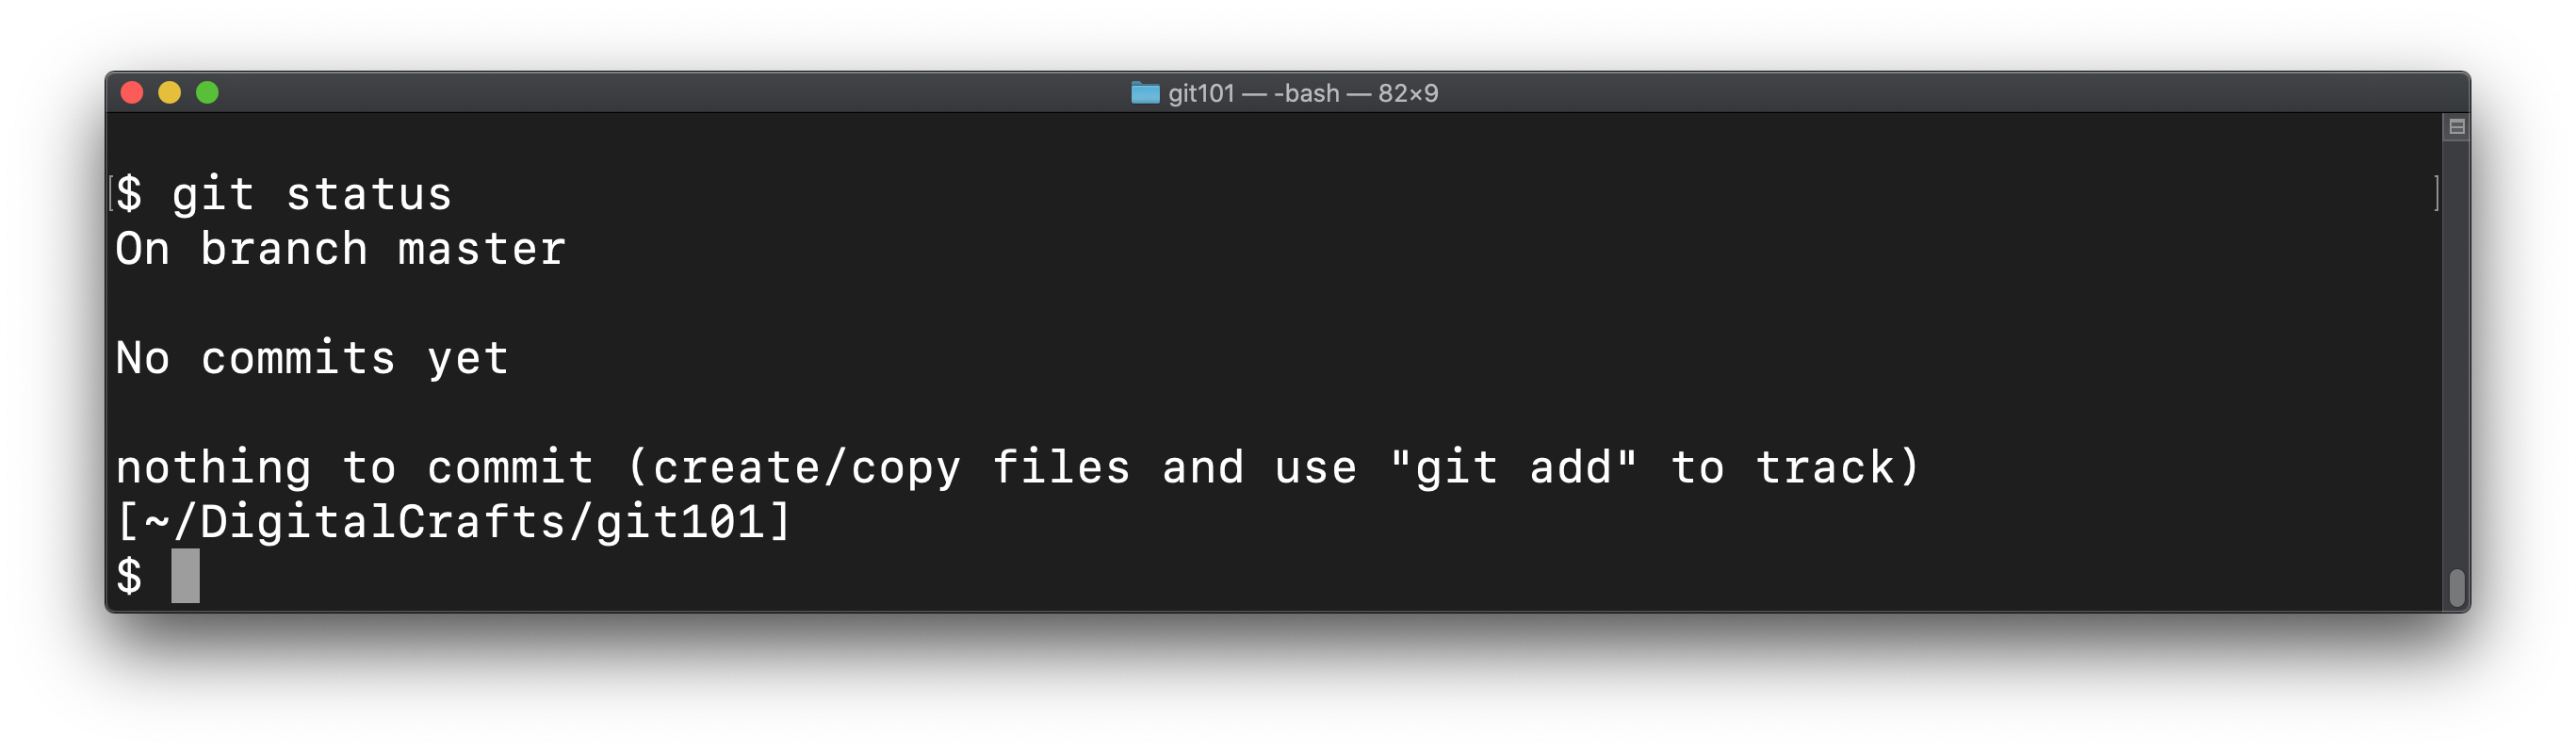 git101 — -bash — 82×9
$ git status
On branch master
No commits yet
nothing to commit (create/copy files and use "git add" to track)
[~/DigitalCrafts/git101]
$